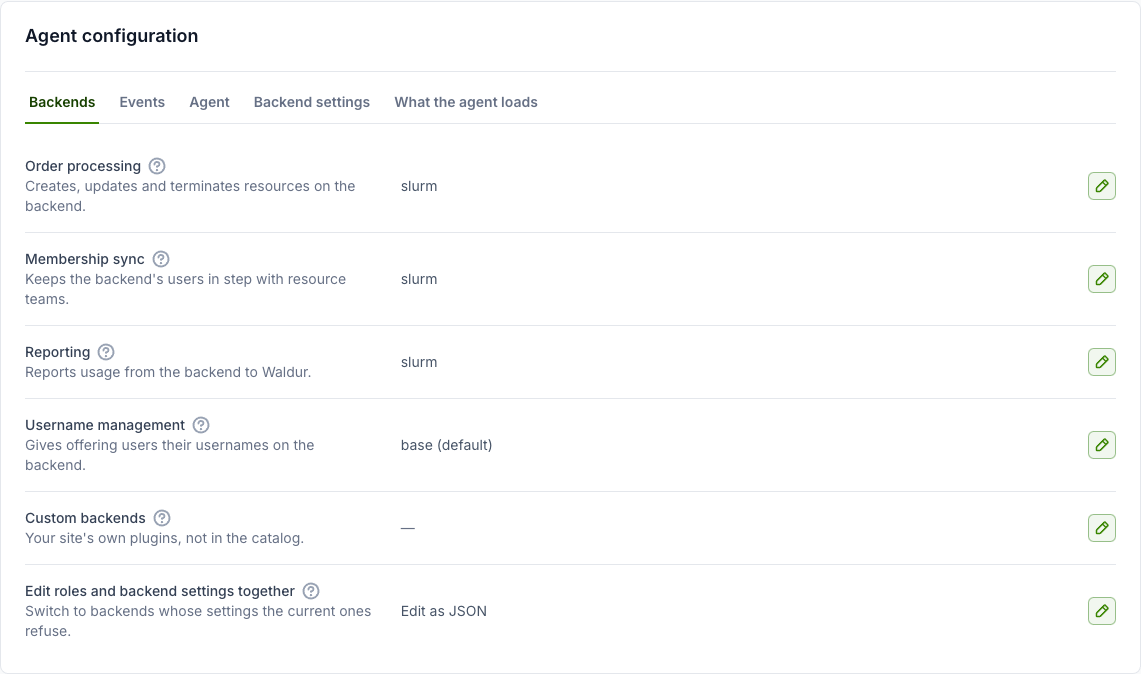 Agent configuration
Backends Events Agent Backend settings What the agent loads
Order processing
Creates, updates and terminates resources on the
backend.
slurm
Membership sync
Keeps the backend's users in step with resource
teams.
slurm
Reporting
Reports usage from the backend to Waldur.
slurm
Username management
Gives offering users their usernames on the
backend.
base (default)
Custom backends
Your site's own plugins, not in the catalog.
—
Edit roles and backend settings together
Switch to backends whose settings the current ones
refuse.
Edit as JSON